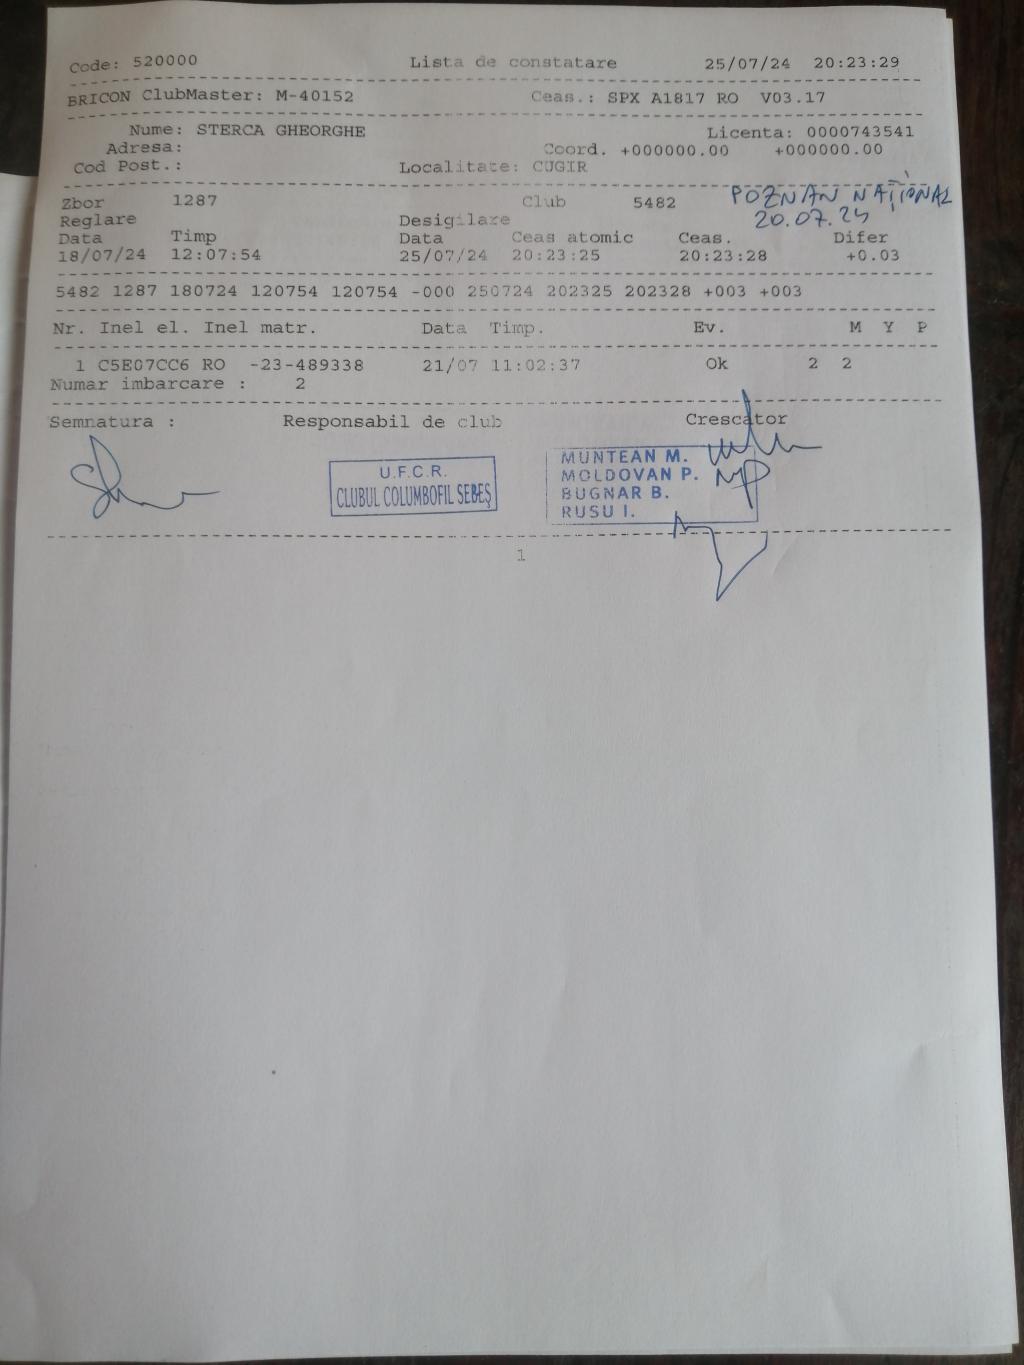 Code: 520000 Lista de constatare 25/07/24 20:23:29
BRICON ClubMaster: M-40152 Ceas.: SPX A1817 RO V03.17
Nume: STERCA GHEORGHE Licenta: 0000743541
Adresa: Coord. +000000.00 +000000.00
Cod Post.: Localitate: CUGIR
Zbor 1287 Club 5482 POZNAN NAȚIONAL
Reglare Desigilare 20.07.24
Data Timp Data Ceas atomic Ceas. Difer
18/07/24 12:07:54 25/07/24 20:23:25 20:23:28 +0.03
5482 1287 180724 120754 120754 -000 250724 202325 202328 +003 +003
Nr. Inel el. Inel matr. Data Timp. Ev. M Y P
1 C5E07CC6 RO -23-489338 21/07 11:02:37 Ok 2 2
Numar imbarcare : 2
Semnatura : Responsabil de club Crescator
U.F.C.R.
CLUBUL COLUMBOFIL SEBEȘ
MUNTEAN M.
MOLDOVAN P.
BUGNAR B.
RUSU I.
1